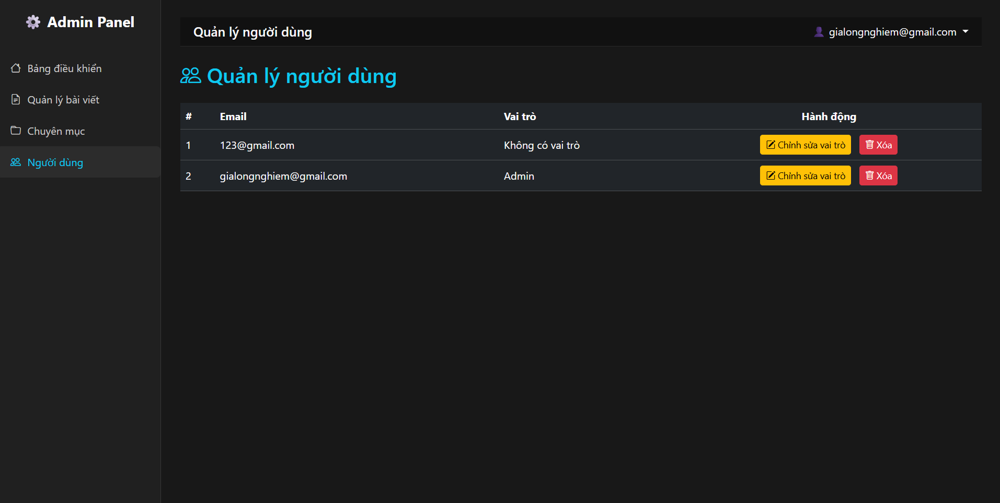 Admin Panel
Bảng điều khiển
Quản lý bài viết
Chuyên mục
Người dùng
Quản lý người dùng
gialongnghiem@gmail.com
Quản lý người dùng
# Email Vai trò Hành động
1 123@gmail.com Không có vai trò Chỉnh sửa vai trò Xóa
2 gialongnghiem@gmail.com Admin Chỉnh sửa vai trò Xóa